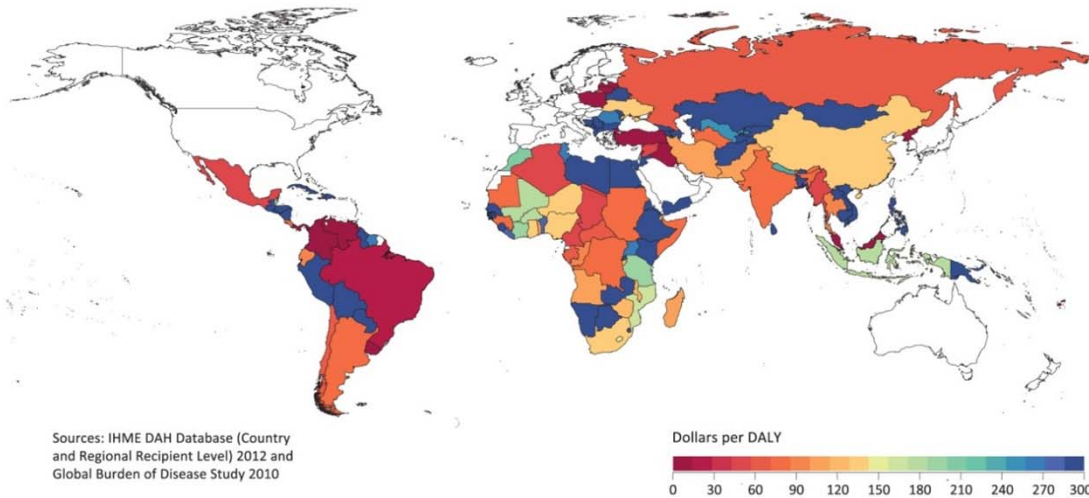 Sources: IHME DAH Database (Country
and Regional Recipient Level) 2012 and
Global Burden of Disease Study 2010
Dollars per DALY
0 30 60 90 120 150 180 210 240 270 300